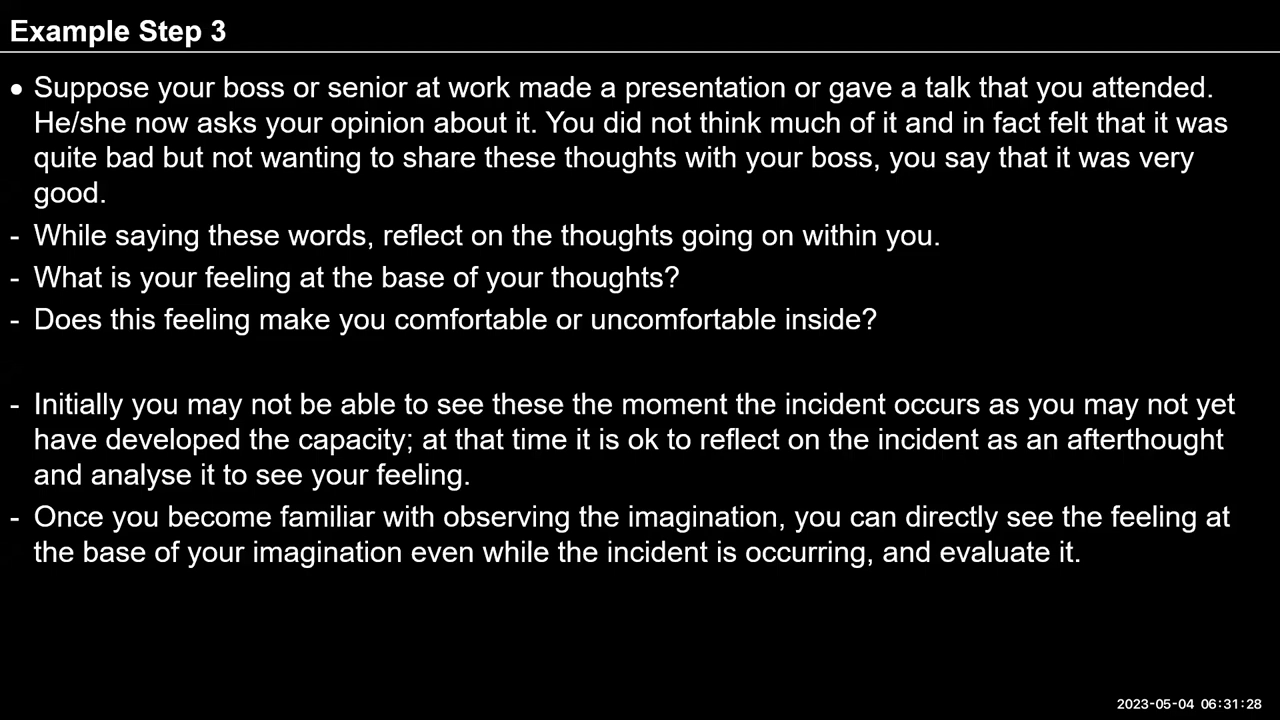 Example Step 3
• Suppose your boss or senior at work made a presentation or gave a talk that you attended.
He/she now asks your opinion about it. You did not think much of it and in fact felt that it was
quite bad but not wanting to share these thoughts with your boss, you say that it was very
good.
- While saying these words, reflect on the thoughts going on within you.
- What is your feeling at the base of your thoughts?
- Does this feeling make you comfortable or uncomfortable inside?
- Initially you may not be able to see these the moment the incident occurs as you may not yet
have developed the capacity; at that time it is ok to reflect on the incident as an afterthought
and analyse it to see your feeling.
- Once you become familiar with observing the imagination, you can directly see the feeling at
the base of your imagination even while the incident is occurring, and evaluate it.
2023-05-04 06:31:28